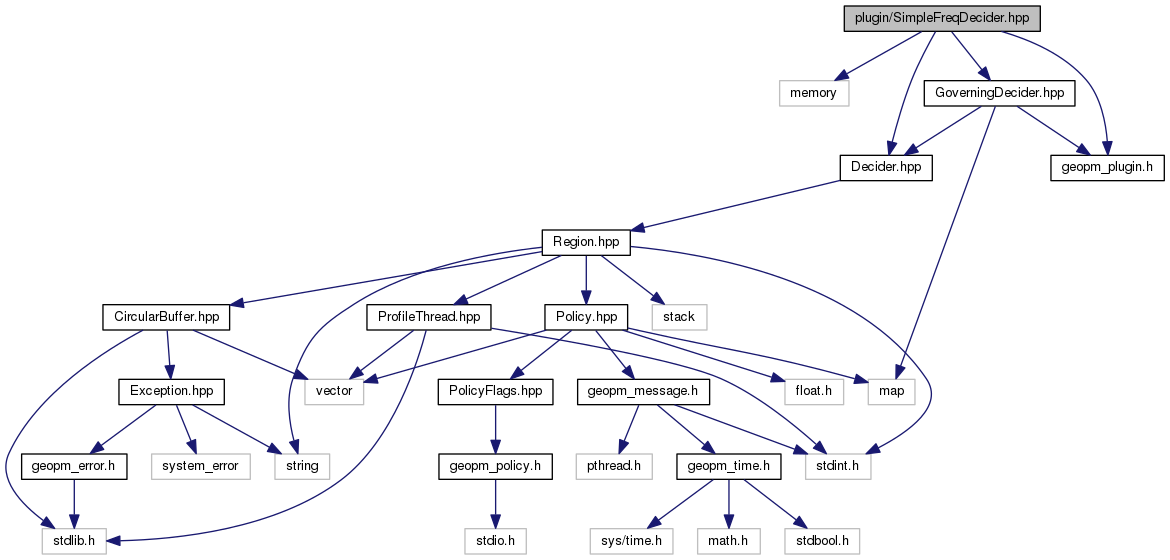 plugin/SimpleFreqDecider.hpp
memory
GoverningDecider.hpp
Decider.hpp
geopm_plugin.h
Region.hpp
CircularBuffer.hpp
ProfileThread.hpp
Policy.hpp
stack
Exception.hpp
vector
PolicyFlags.hpp
geopm_message.h
float.h
map
geopm_error.h
system_error
string
geopm_policy.h
pthread.h
geopm_time.h
stdint.h
stdlib.h
stdio.h
sys/time.h
math.h
stdbool.h